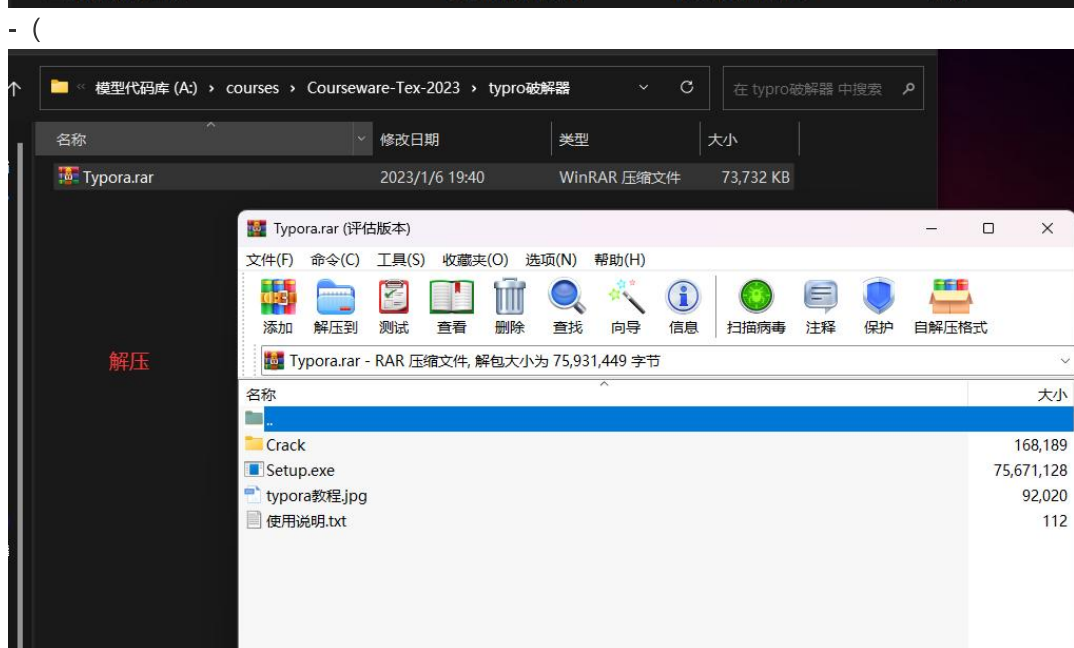 - (
模型代码库 (A:) › courses › Courseware-Tex-2023 › typro破解器
在 typro破解器 中搜索
名称 修改日期 类型 大小
Typora.rar 2023/1/6 19:40 WinRAR 压缩文件 73,732 KB
Typora.rar (评估版本)
文件(F) 命令(C) 工具(S) 收藏夹(O) 选项(N) 帮助(H)
添加 解压到 测试 查看 删除 查找 向导 信息 扫描病毒 注释 保护 自解压格式
解压
Typora.rar - RAR 压缩文件, 解包大小为 75,931,449 字节
名称 大小
..
Crack 168,189
Setup.exe 75,671,128
typora教程.jpg 92,020
使用说明.txt 112